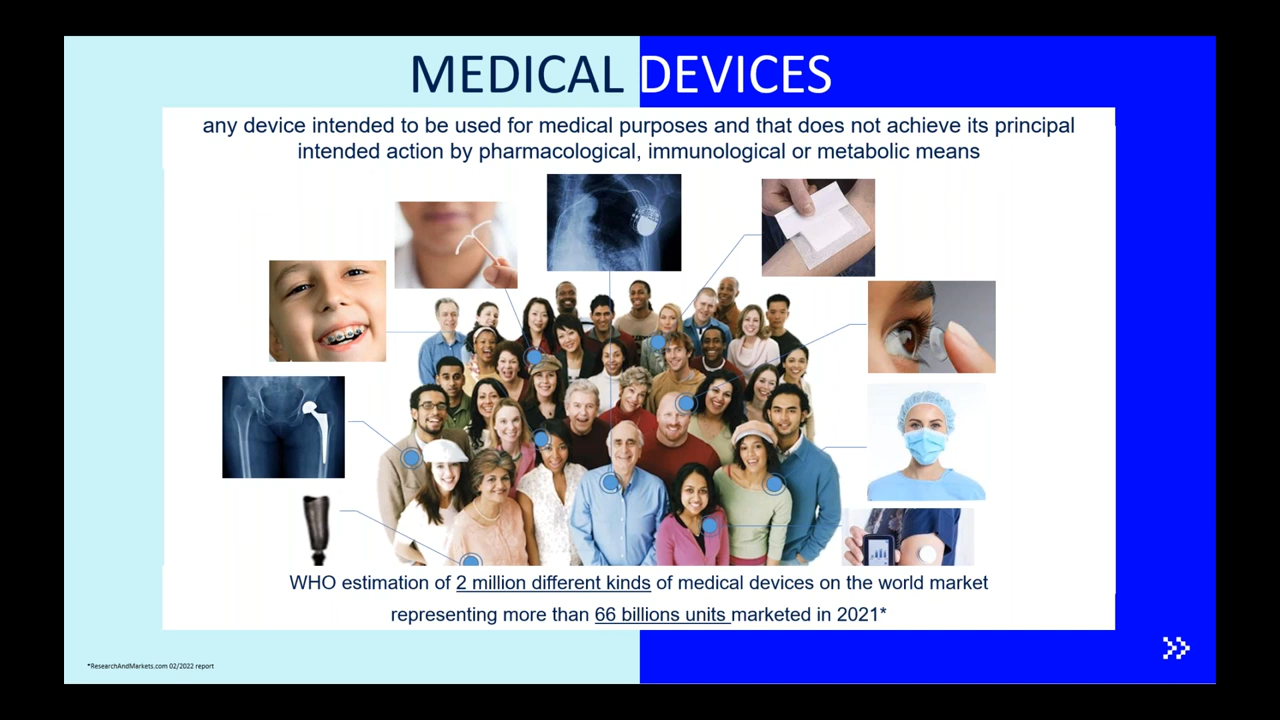 MEDICAL DEVICES
any device intended to be used for medical purposes and that does not achieve its principal
intended action by pharmacological, immunological or metabolic means
WHO estimation of 2 million different kinds of medical devices on the world market
representing more than 66 billions units marketed in 2021*
*ResearchAndMarkets.com 02/2022 report